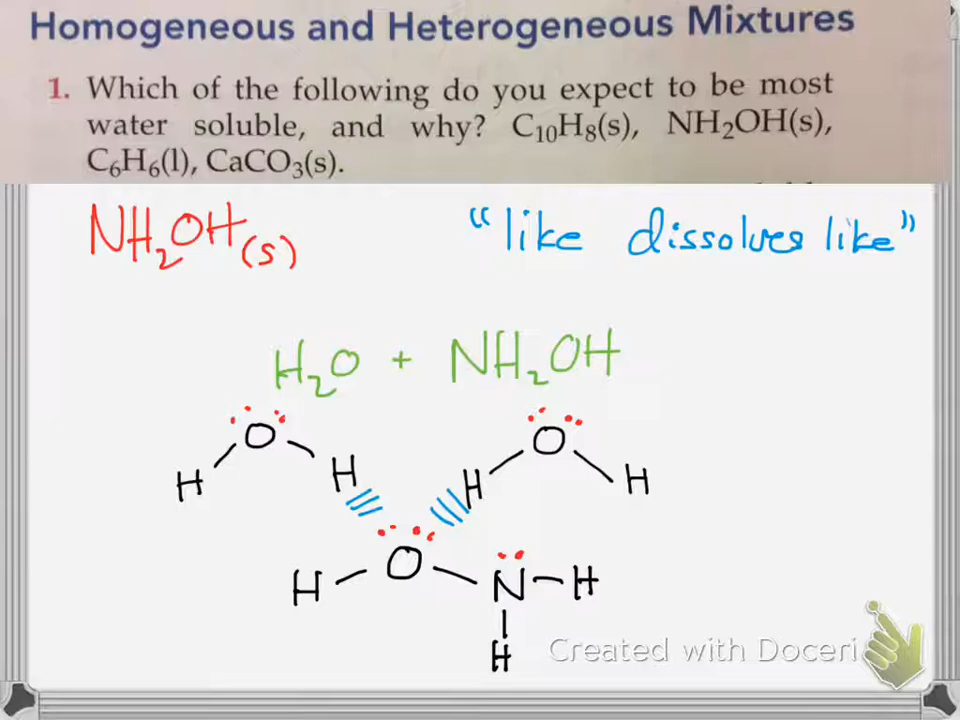 Homogeneous and Heterogeneous Mixtures
1. Which of the following do you expect to be most
water soluble, and why? C₁₀H₈(s), NH₂OH(s),
C₆H₆(l), CaCO₃(s).
NH₂OH(s)
"like dissolves like"
H₂O + NH₂OH
O
O
H
H
H
H
H
O
N
H
H
Created with Doceri